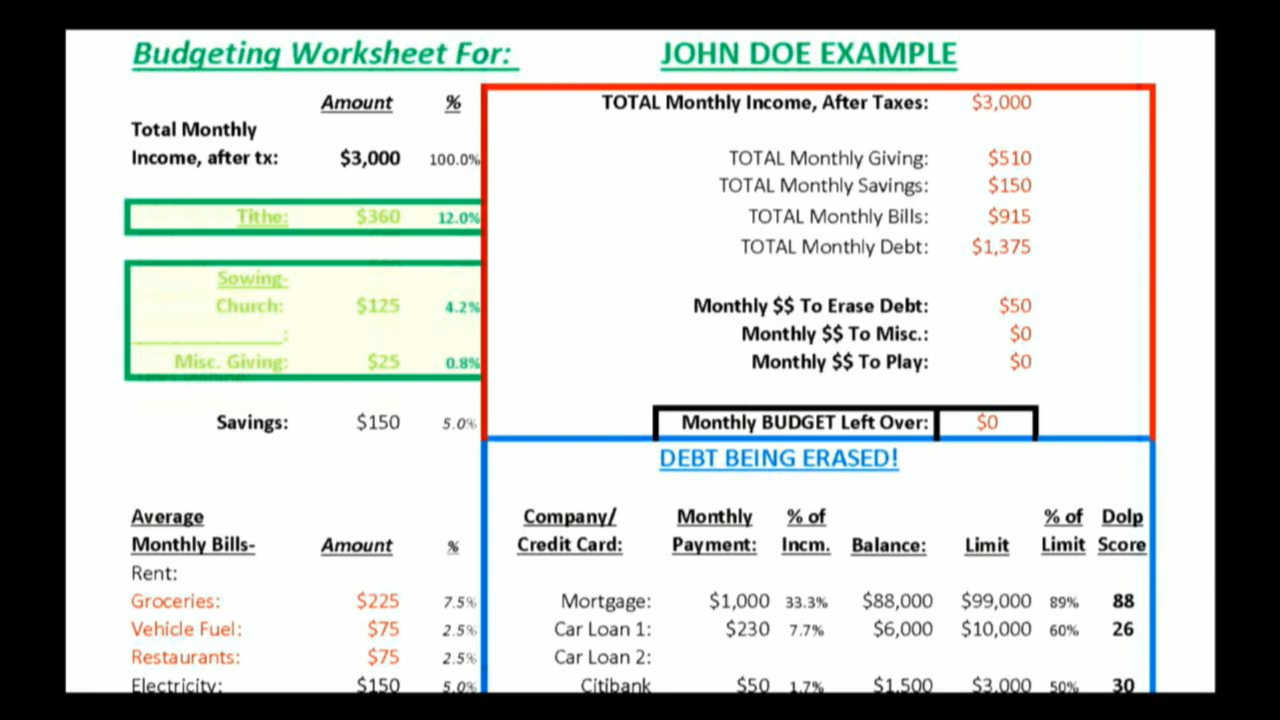 Budgeting Worksheet For: JOHN DOE EXAMPLE
Amount %
Total Monthly
Income, after tx: $3,000 100.0%
Tithe: $360 12.0%
Sowing-
Church: $125 4.2%
:
Misc. Giving: $25 0.8%
Savings: $150 5.0%
Average
Monthly Bills- Amount %
Rent:
Groceries: $225 7.5%
Vehicle Fuel: $75 2.5%
Restaurants: $75 2.5%
Electricity: $150 5.0%
TOTAL Monthly Income, After Taxes: $3,000
TOTAL Monthly Giving: $510
TOTAL Monthly Savings: $150
TOTAL Monthly Bills: $915
TOTAL Monthly Debt: $1,375
Monthly $$ To Erase Debt: $50
Monthly $$ To Misc.: $0
Monthly $$ To Play: $0
Monthly BUDGET Left Over: $0
DEBT BEING ERASED!
Company/ Monthly % of % of Dolp
Credit Card: Payment: Incm. Balance: Limit Limit Score
Mortgage: $1,000 33.3% $88,000 $99,000 89% 88
Car Loan 1: $230 7.7% $6,000 $10,000 60% 26
Car Loan 2:
Citibank $50 1.7% $1,500 $3,000 50% 30